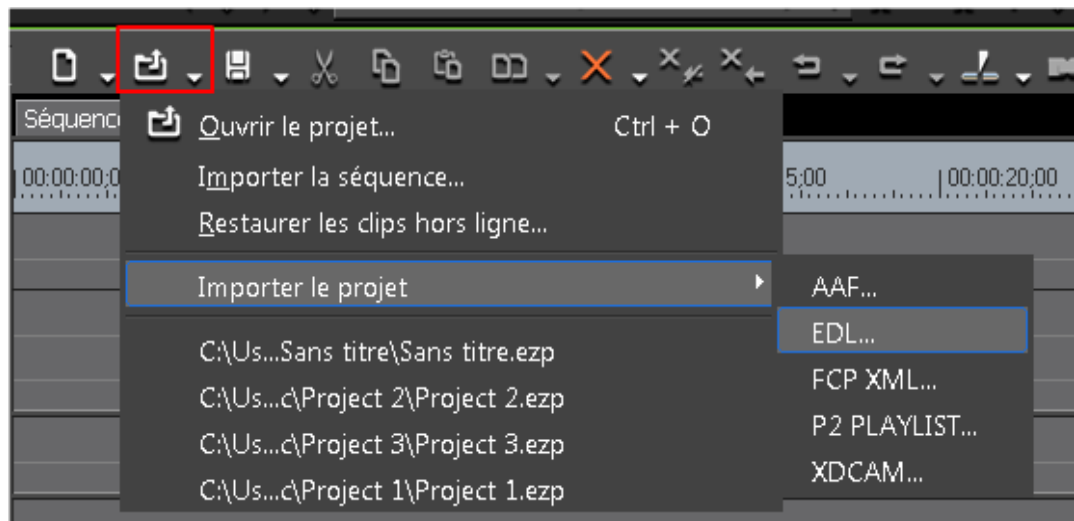 Séquence
Ouvrir le projet... Ctrl + O
00:00:00;0
Importer la séquence...
5;00
00:00:20;00
Restaurer les clips hors ligne...
Importer le projet
AAF...
EDL...
FCP XML...
P2 PLAYLIST...
XDCAM...
C:\Us...Sans titre\Sans titre.ezp
C:\Us...c\Project 2\Project 2.ezp
C:\Us...c\Project 3\Project 3.ezp
C:\Us...c\Project 1\Project 1.ezp